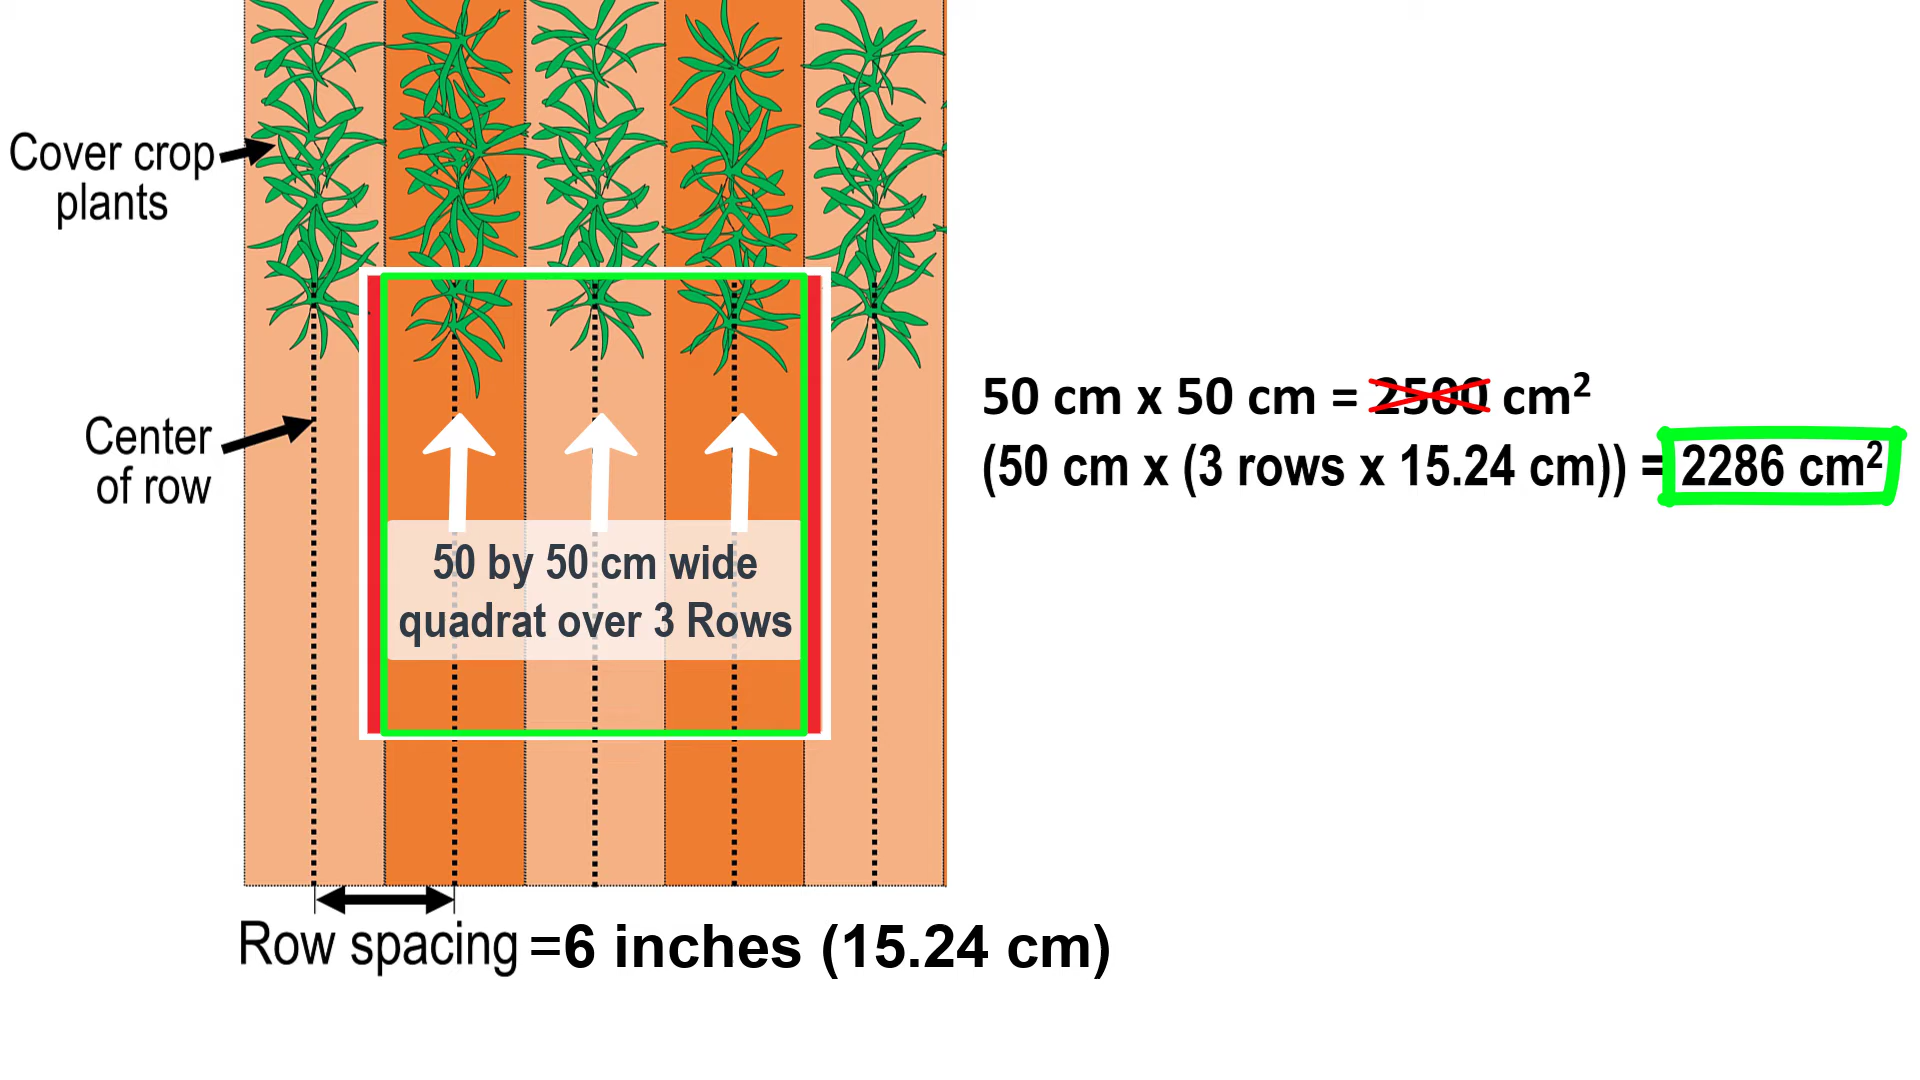 Cover crop
plants
Center
of row
50 by 50 cm wide
quadrat over 3 Rows
50 cm x 50 cm = 2500 cm²
(50 cm x (3 rows x 15.24 cm)) = 2286 cm²
Row spacing =6 inches (15.24 cm)